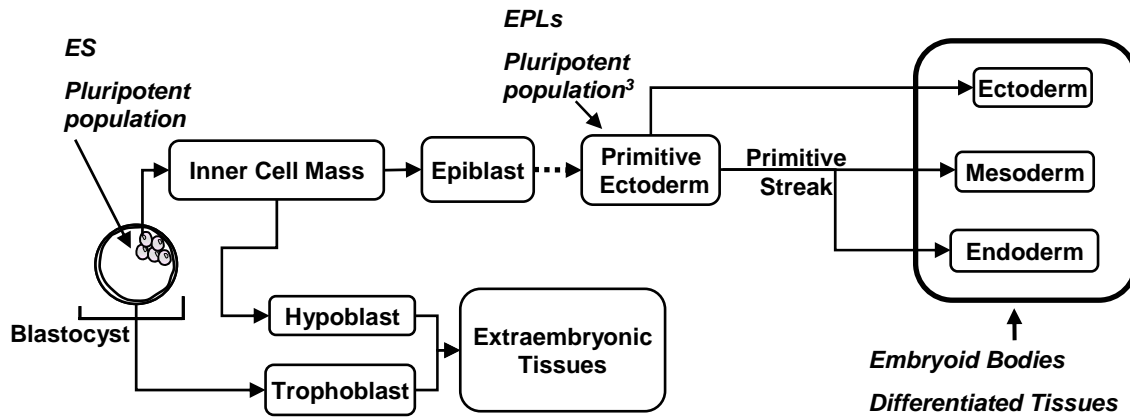 ES
Pluripotent
population
EPLs
Pluripotent
population³
Ectoderm
Inner Cell Mass
Epiblast
Primitive
Ectoderm
Primitive
Streak
Mesoderm
Endoderm
Blastocyst
Hypoblast
Extraembryonic
Tissues
Trophoblast
Embryoid Bodies
Differentiated Tissues